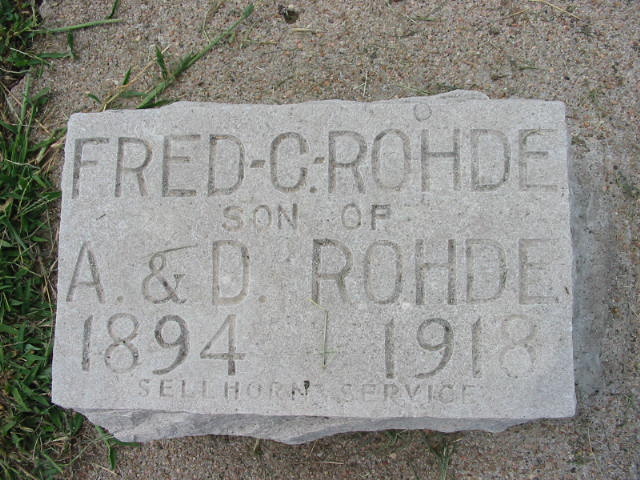 FRED-C-ROHDE
SON OF
A. & D. ROHDE
1894 1918
SELLHORN SERVICE